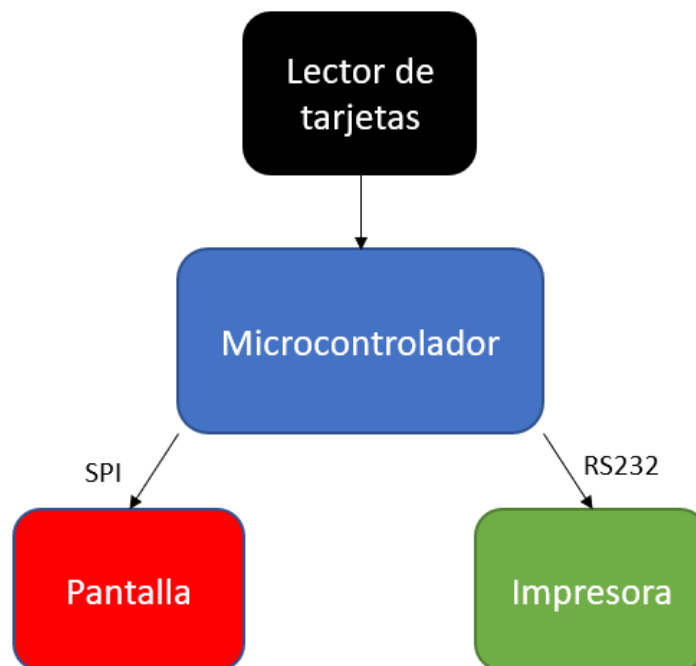 Lector de
tarjetas
Microcontrolador
SPI
RS232
Pantalla
Impresora